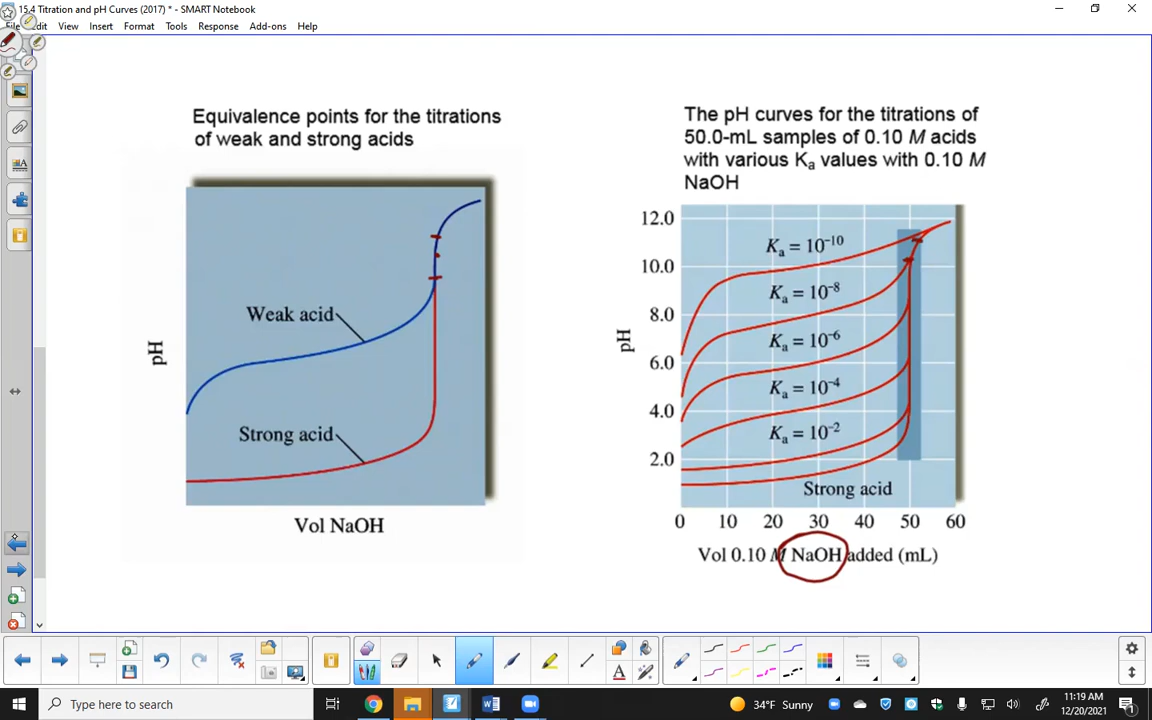 15.4 Titration and pH Curves (2017) * - SMART Notebook
File Edit View Insert Format Tools Response Add-ons Help
Equivalence points for the titrations
of weak and strong acids
pH
Weak acid
Strong acid
Vol NaOH
The pH curves for the titrations of
50.0-mL samples of 0.10 M acids
with various Ka values with 0.10 M
NaOH
12.0
10.0
8.0
6.0
4.0
2.0
pH
Ka = 10⁻¹⁰
Ka = 10⁻⁸
Ka = 10⁻⁶
Ka = 10⁻⁴
Ka = 10⁻²
Strong acid
0 10 20 30 40 50 60
Vol 0.10 M NaOH added (mL)
Type here to search
34°F Sunny
11:19 AM
12/20/2021
1